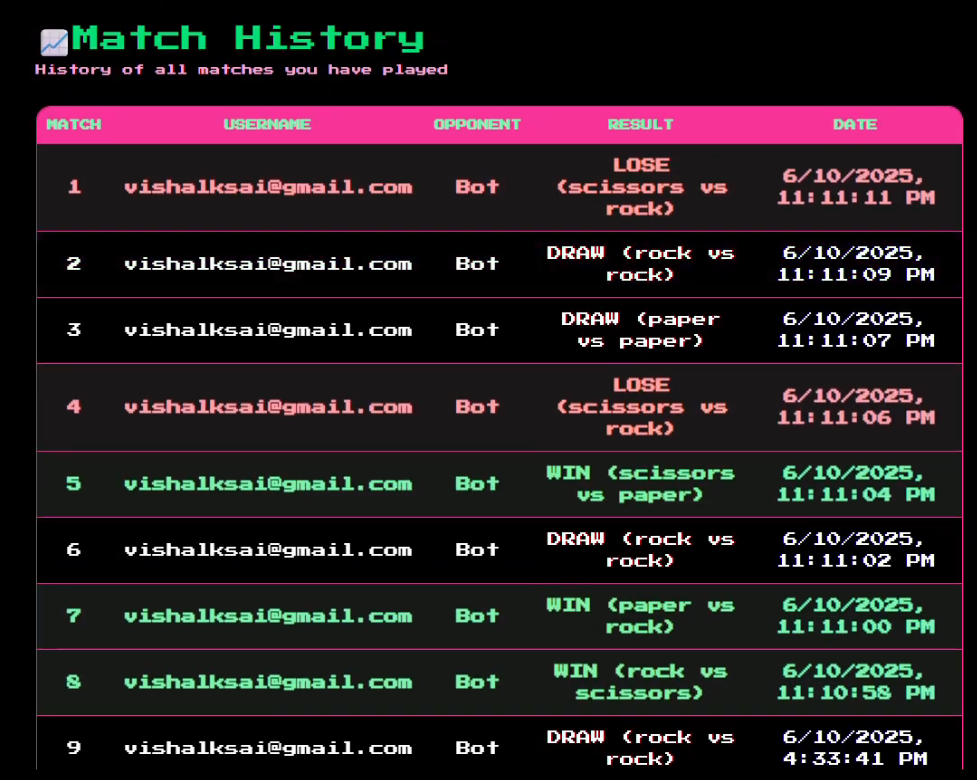 Match History
History of all matches you have played
MATCH USERNAME OPPONENT RESULT DATE
1 vishalksai@gmail.com Bot LOSE (scissors vs rock) 6/10/2025, 11:11:11 PM
2 vishalksai@gmail.com Bot DRAW (rock vs rock) 6/10/2025, 11:11:09 PM
3 vishalksai@gmail.com Bot DRAW (paper vs paper) 6/10/2025, 11:11:07 PM
4 vishalksai@gmail.com Bot LOSE (scissors vs rock) 6/10/2025, 11:11:06 PM
5 vishalksai@gmail.com Bot WIN (scissors vs paper) 6/10/2025, 11:11:04 PM
6 vishalksai@gmail.com Bot DRAW (rock vs rock) 6/10/2025, 11:11:02 PM
7 vishalksai@gmail.com Bot WIN (paper vs rock) 6/10/2025, 11:11:00 PM
8 vishalksai@gmail.com Bot WIN (rock vs scissors) 6/10/2025, 11:10:58 PM
9 vishalksai@gmail.com Bot DRAW (rock vs rock) 6/10/2025, 4:33:41 PM